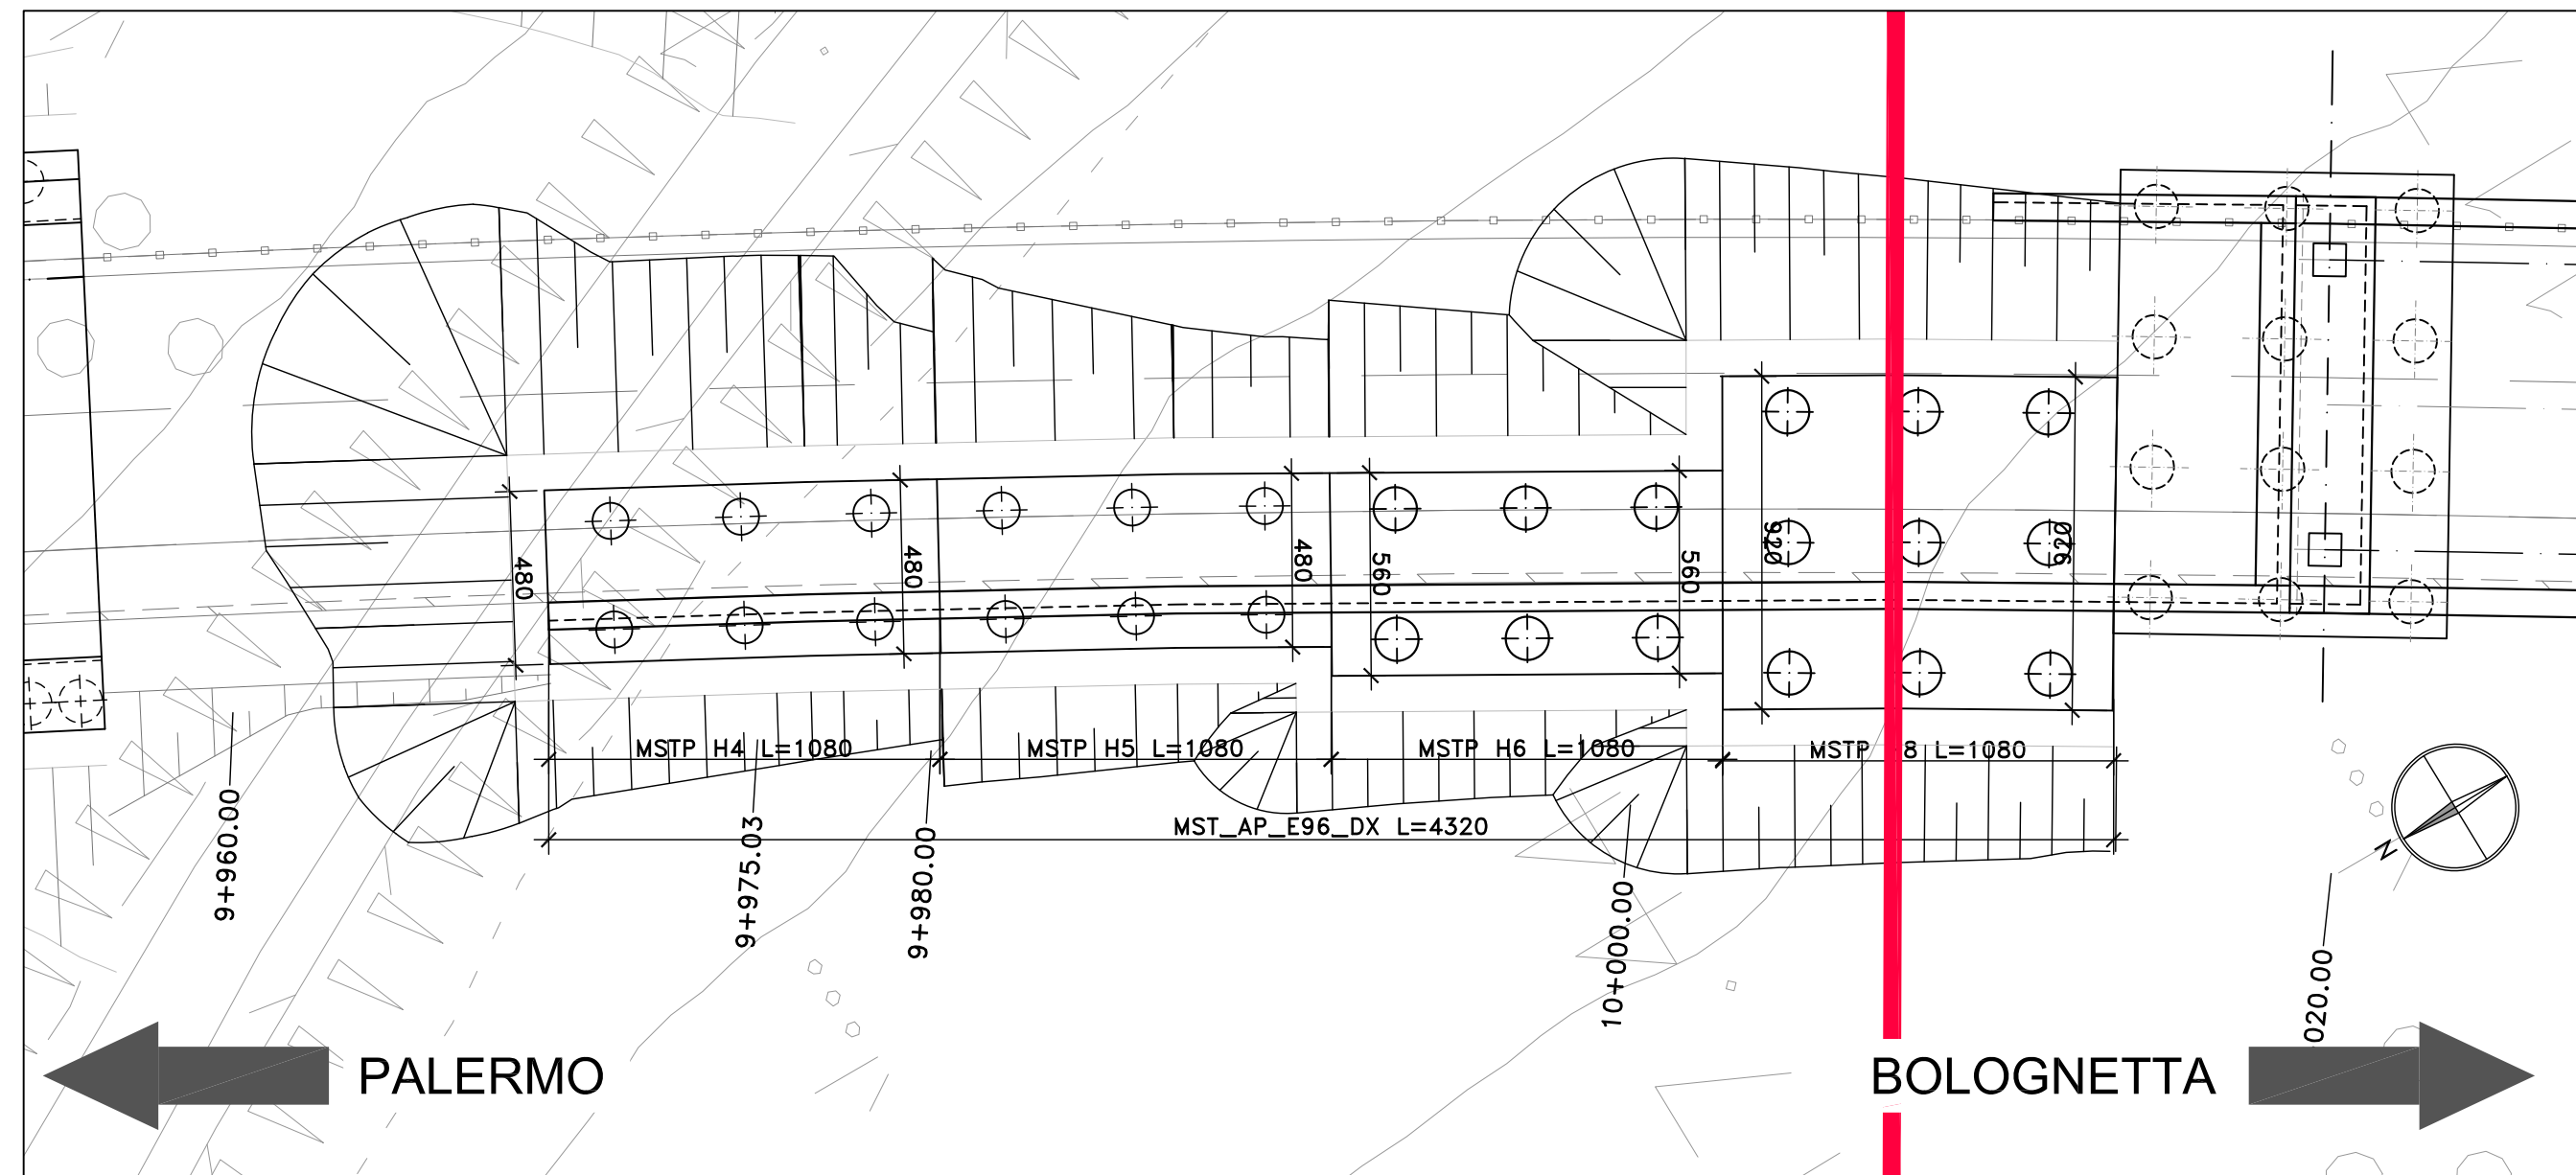 480
480
480
560
560
920
920
MSTP H4 L=1080
MSTP H5 L=1080
MSTP H6 L=1080
MSTP 8 L=1080
MST_AP_E96_DX L=4320
9+960.00
9+975.03
9+980.00
10+000.00
020.00
N
PALERMO
BOLOGNETTA